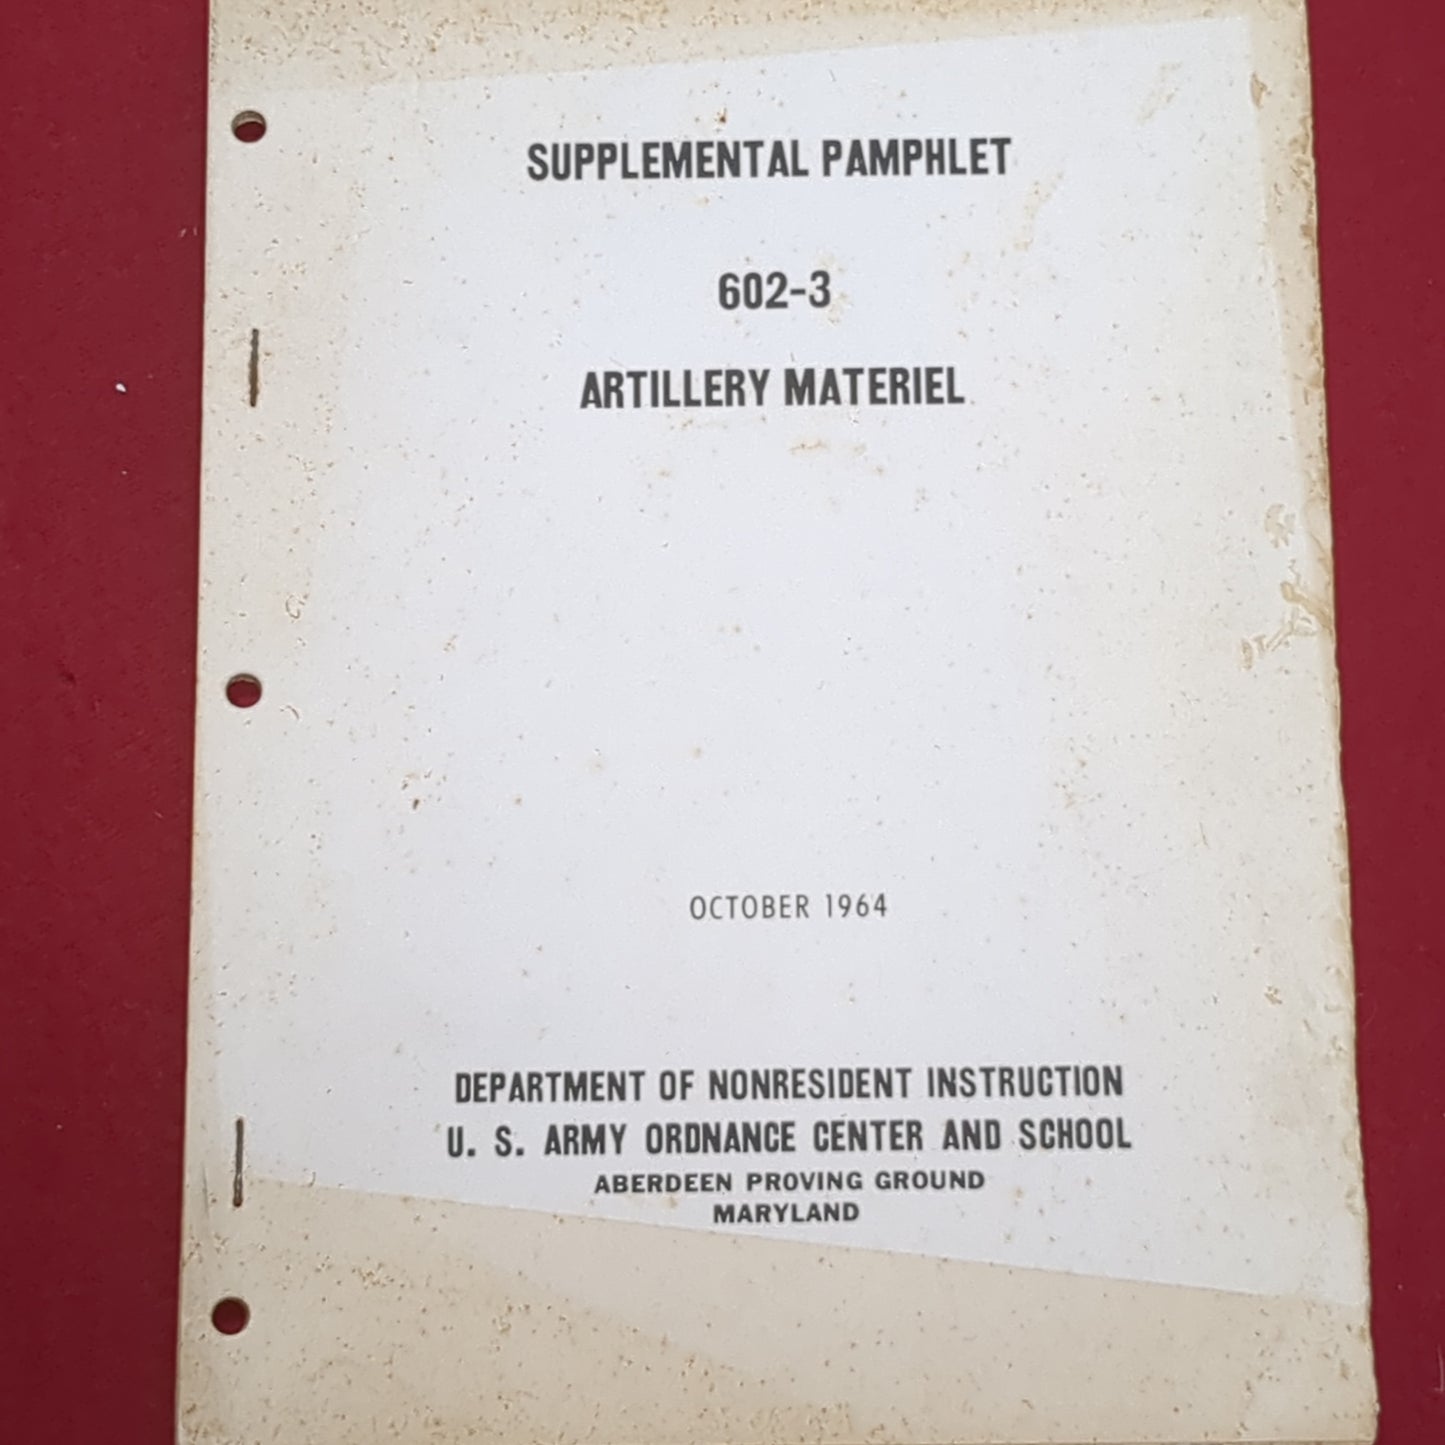 SUPPLEMENTAL PAMPHLET
602-3
ARTILLERY MATERIEL
OCTOBER 1964
DEPARTMENT OF NONRESIDENT INSTRUCTION
U. S. ARMY ORDNANCE CENTER AND SCHOOL
ABERDEEN PROVING GROUND
MARYLAND